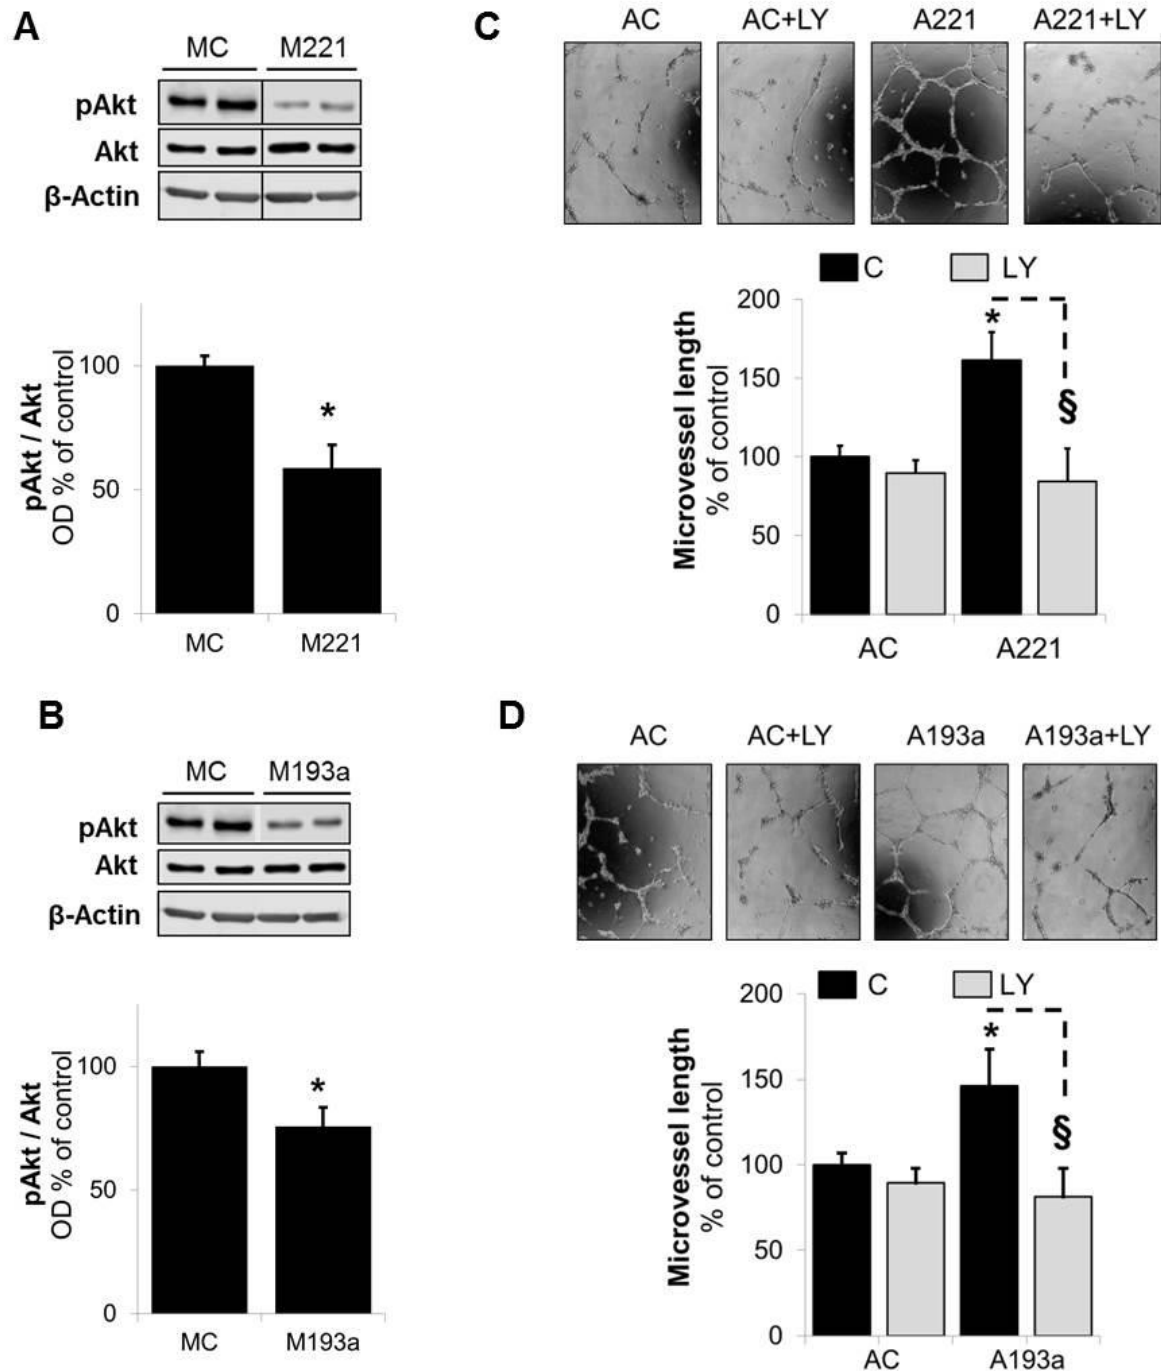 A
MC M221
pAkt
Akt
β-Actin
pAkt / Akt
OD % of control
100
50
0
MC M221
*
B
MC M193a
pAkt
Akt
β-Actin
pAkt / Akt
OD % of control
100
50
0
MC M193a
*
C
AC AC+LY A221 A221+LY
C LY
Microvessel length
% of control
200
150
100
50
0
*
§
AC A221
D
AC AC+LY A193a A193a+LY
C LY
Microvessel length
% of control
200
150
100
50
0
*
§
AC A193a